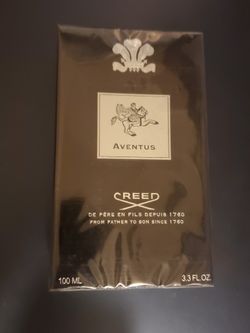 AVENTUS
CREED
DE PÈRE EN FILS DEPUIS 1760
FROM FATHER TO SON SINCE 1760
100 ML 3.3 FL.OZ.